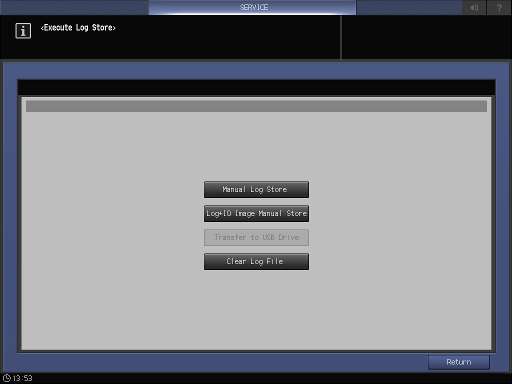 SERVICE
?
i
<Execute Log Store>
Manual Log Store
Log+IO Image Manual Store
Transfer to USB Drive
Clear Log File
Return
13:53